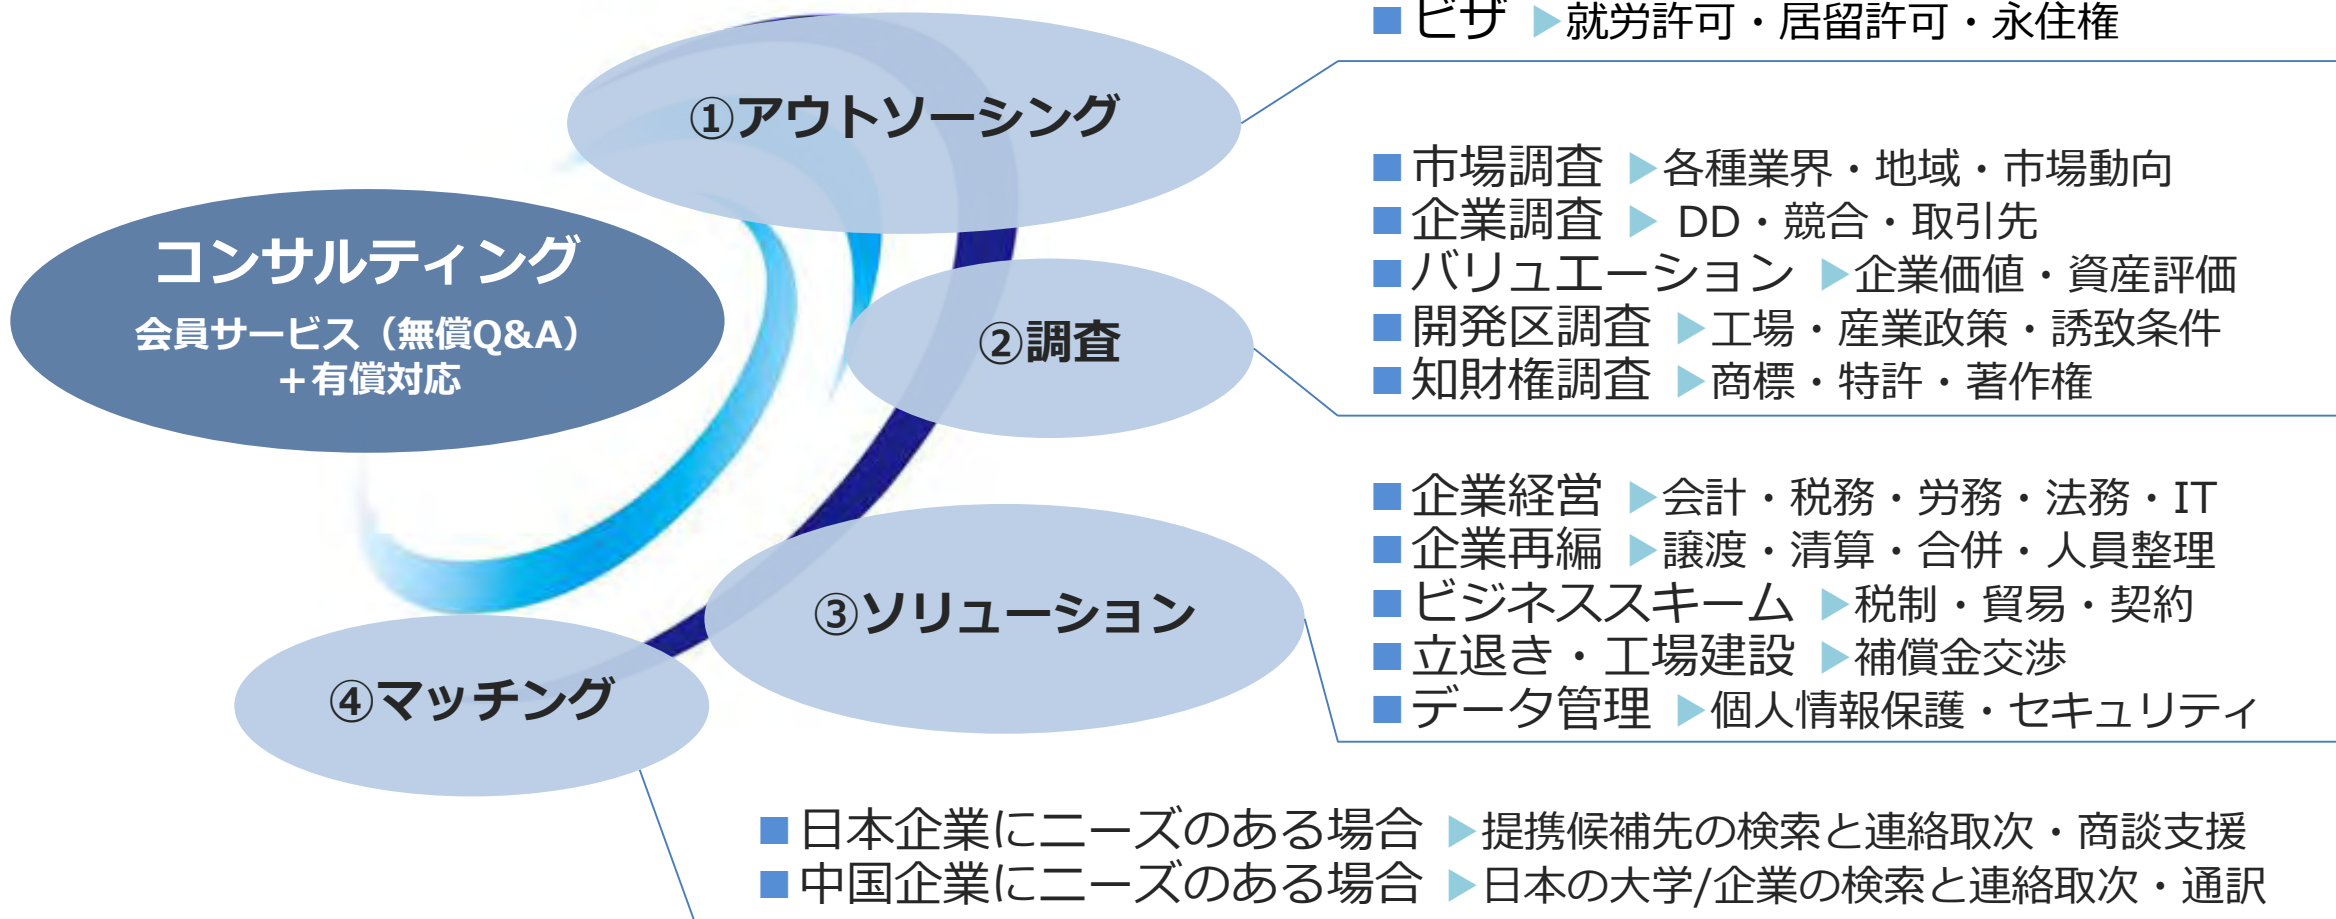 ■ビザ ▶就労許可・居留許可・永住権
①アウトソーシング
■市場調査 ▶各種業界・地域・市場動向
■企業調査 ▶ DD・競合・取引先
■バリュエーション ▶企業価値・資産評価
■開発区調査 ▶工場・産業政策・誘致条件
■知財権調査 ▶商標・特許・著作権
コンサルティング
会員サービス（無償Q&A）
＋有償対応
②調査
■企業経営 ▶会計・税務・労務・法務・IT
■企業再編 ▶譲渡・清算・合併・人員整理
■ビジネススキーム ▶税制・貿易・契約
■立退き・工場建設 ▶補償金交渉
■データ管理 ▶個人情報保護・セキュリティ
③ソリューション
④マッチング
■日本企業にニーズのある場合 ▶提携候補先の検索と連絡取次・商談支援
■中国企業にニーズのある場合 ▶日本の大学/企業の検索と連絡取次・通訳